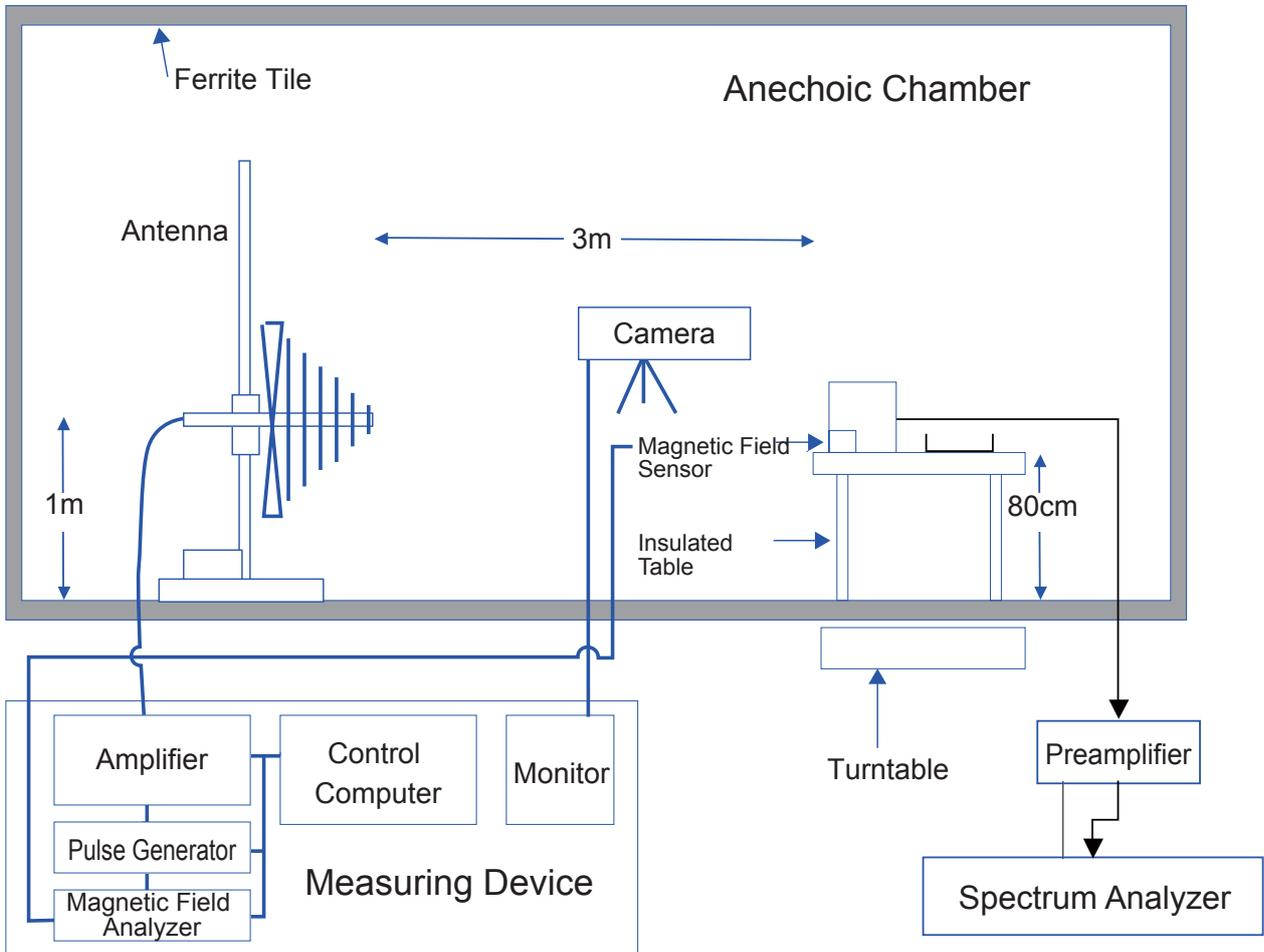 Ferrite Tile
Anechoic Chamber
Antenna
3m
Camera
Magnetic Field
Sensor
1m
80cm
Insulated
Table
Amplifier
Control
Computer
Monitor
Turntable
Preamplifier
Pulse Generator
Measuring Device
Magnetic Field
Analyzer
Spectrum Analyzer